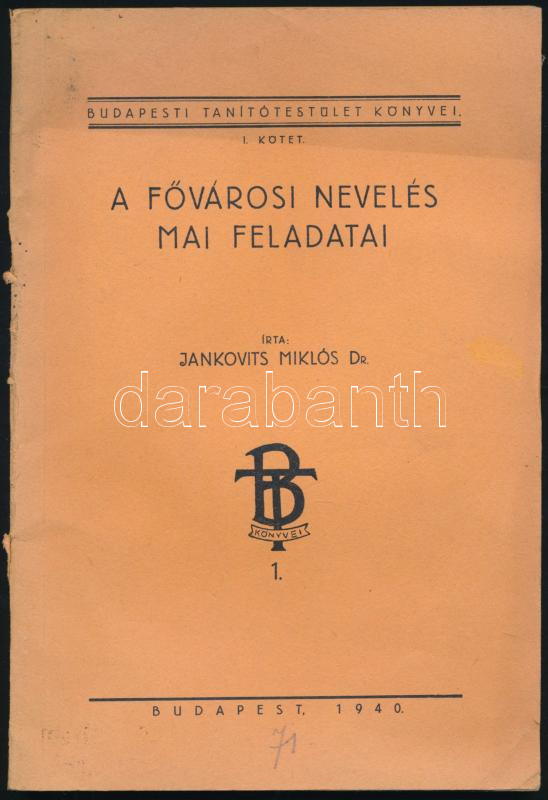 BUDAPESTI TANÍTÓTESTÜLET KÖNYVEI.
I. KÖTET.
A FŐVÁROSI NEVELÉS
MAI FELADATAI
ÍRTA:
JANKOVITS MIKLÓS DR.
darabanth
BT
KÖNYVEI
1.
BUDAPEST, 1940.
71